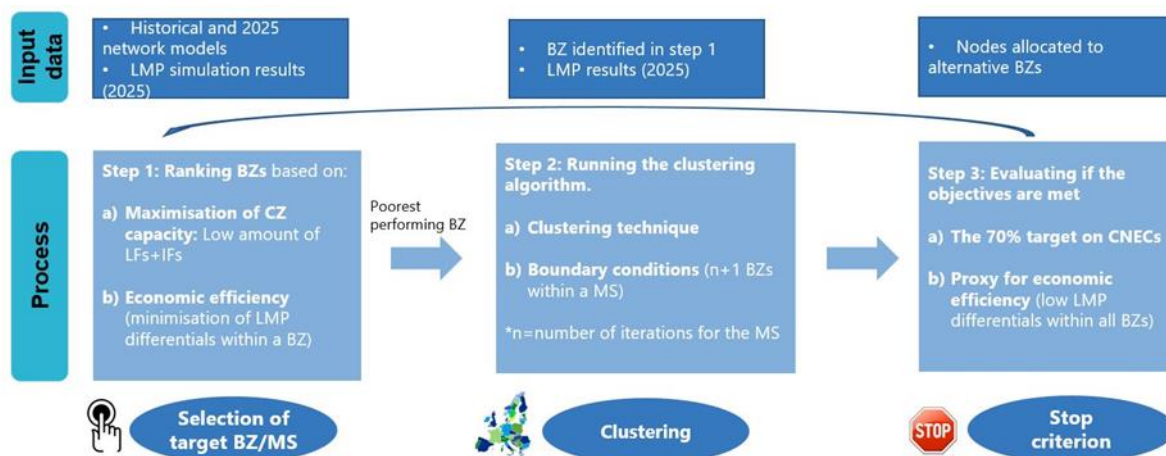 Input
data
• Historical and 2025
network models
• LMP simulation results
(2025)
• BZ identified in step 1
• LMP results (2025)
• Nodes allocated to
alternative BZs
Process
Step 1: Ranking BZs based on:
a) Maximisation of CZ
capacity: Low amount of
LFs+IFs
b) Economic efficiency
(minimisation of LMP
differentials within a BZ)
Poorest
performing BZ
Step 2: Running the clustering
algorithm.
a) Clustering technique
b) Boundary conditions (n+1 BZs
within a MS)
*n=number of iterations for the MS
Step 3: Evaluating if the
objectives are met
a) The 70% target on CNECs
b) Proxy for economic
efficiency (low LMP
differentials within all BZs)
Selection of
target BZ/MS
Clustering
STOP
Stop
criterion